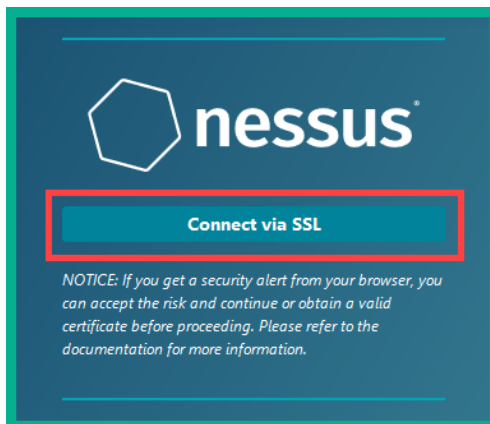 nessus®
Connect via SSL
NOTICE: If you get a security alert from your browser, you
can accept the risk and continue or obtain a valid
certificate before proceeding. Please refer to the
documentation for more information.